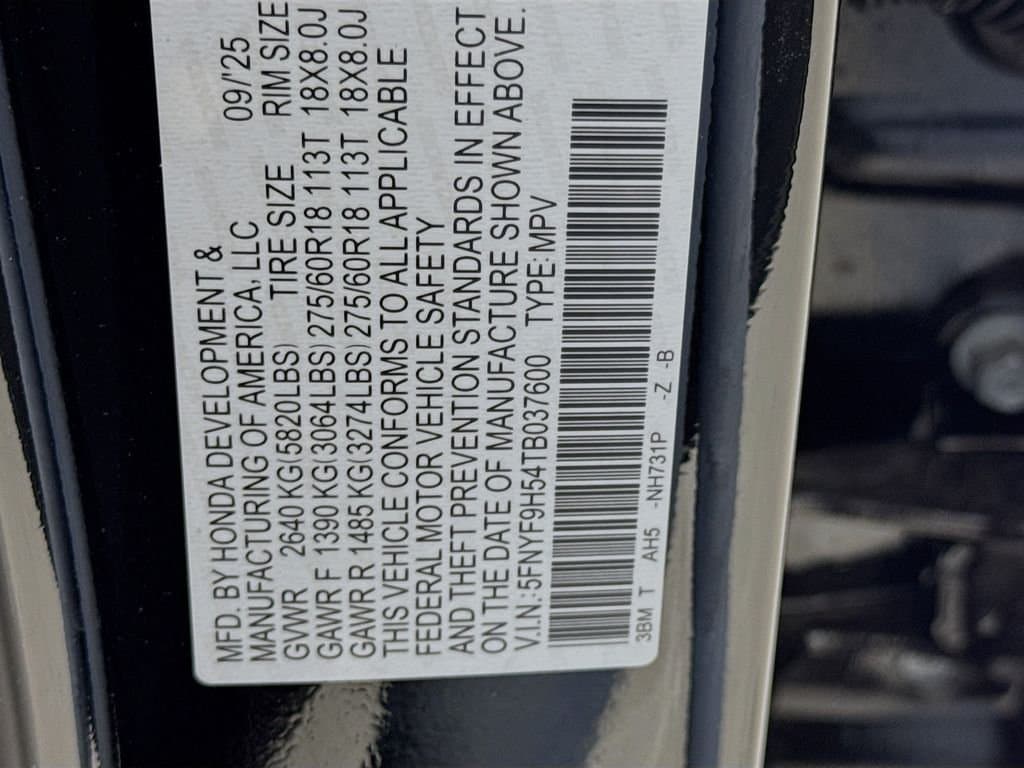 MFD. BY HONDA DEVELOPMENT &
MANUFACTURING OF AMERICA, LLC 09/'25
GVWR 2640 KG(5820LBS) TIRE SIZE RIM SIZE
GAWR F 1390 KG(3064LBS) 275/60R18 113T 18X8.0J
GAWR R 1485 KG(3274LBS) 275/60R18 113T 18X8.0J
THIS VEHICLE CONFORMS TO ALL APPLICABLE
FEDERAL MOTOR VEHICLE SAFETY
AND THEFT PREVENTION STANDARDS IN EFFECT
ON THE DATE OF MANUFACTURE SHOWN ABOVE.
V.I.N.:5FNYF9H54TB037600 TYPE:MPV
3BM T AH5 -NH731P -Z -B